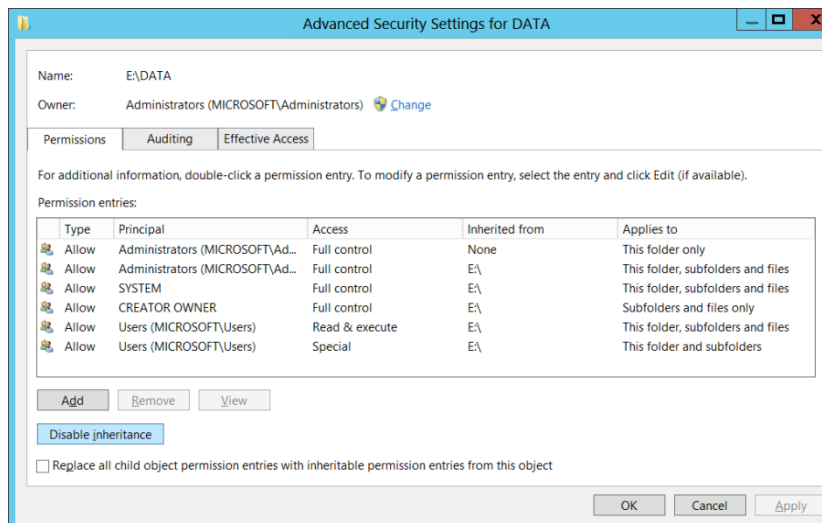 Advanced Security Settings for DATA
Name: E:\DATA
Owner: Administrators (MICROSOFT\Administrators) Change
Permissions Auditing Effective Access
For additional information, double-click a permission entry. To modify a permission entry, select the entry and click Edit (if available).
Permission entries:
Type Principal Access Inherited from Applies to
Allow Administrators (MICROSOFT\Ad... Full control None This folder only
Allow Administrators (MICROSOFT\Ad... Full control E:\ This folder, subfolders and files
Allow SYSTEM Full control E:\ This folder, subfolders and files
Allow CREATOR OWNER Full control E:\ Subfolders and files only
Allow Users (MICROSOFT\Users) Read & execute E:\ This folder, subfolders and files
Allow Users (MICROSOFT\Users) Special E:\ This folder and subfolders
Add Remove View
Disable inheritance
Replace all child object permission entries with inheritable permission entries from this object
OK Cancel Apply